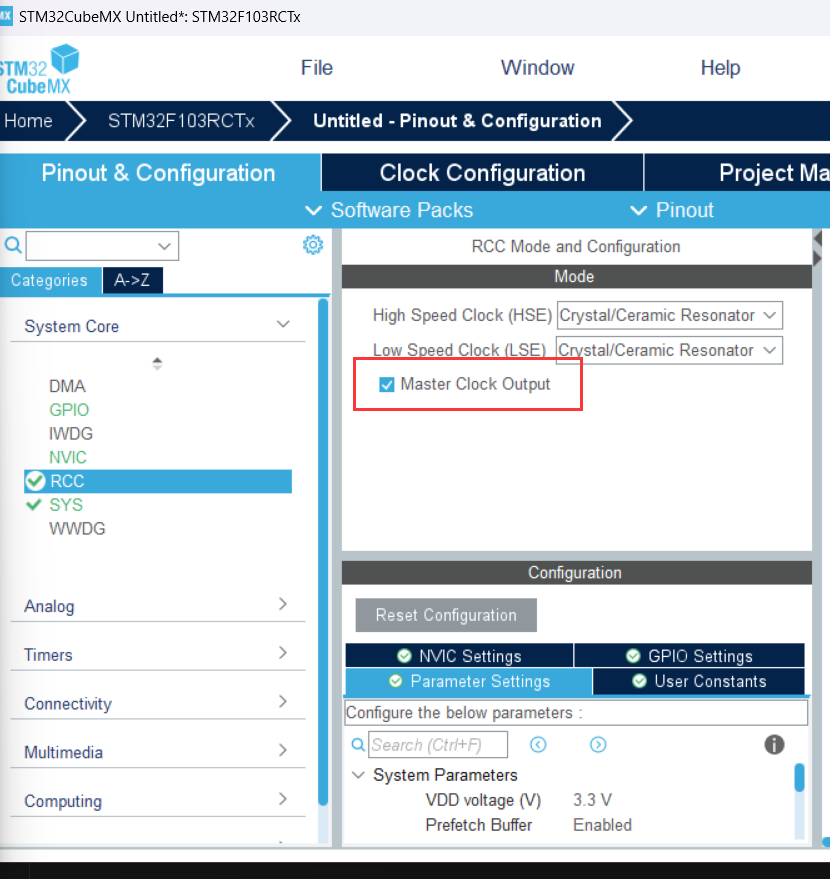 MX STM32CubeMX Untitled*: STM32F103RCTx
STM32
CubeMX
File Window Help
Home STM32F103RCTx Untitled - Pinout & Configuration
Pinout & Configuration Clock Configuration Project Ma
Software Packs Pinout
Categories A->Z
System Core
DMA
GPIO
IWDG
NVIC
RCC
SYS
WWDG
Analog
Timers
Connectivity
Multimedia
Computing
RCC Mode and Configuration
Mode
High Speed Clock (HSE) Crystal/Ceramic Resonator
Low Speed Clock (LSE) Crystal/Ceramic Resonator
Master Clock Output
Configuration
Reset Configuration
NVIC Settings GPIO Settings
Parameter Settings User Constants
Configure the below parameters :
Search (Ctrl+F)
System Parameters
VDD voltage (V) 3.3 V
Prefetch Buffer Enabled